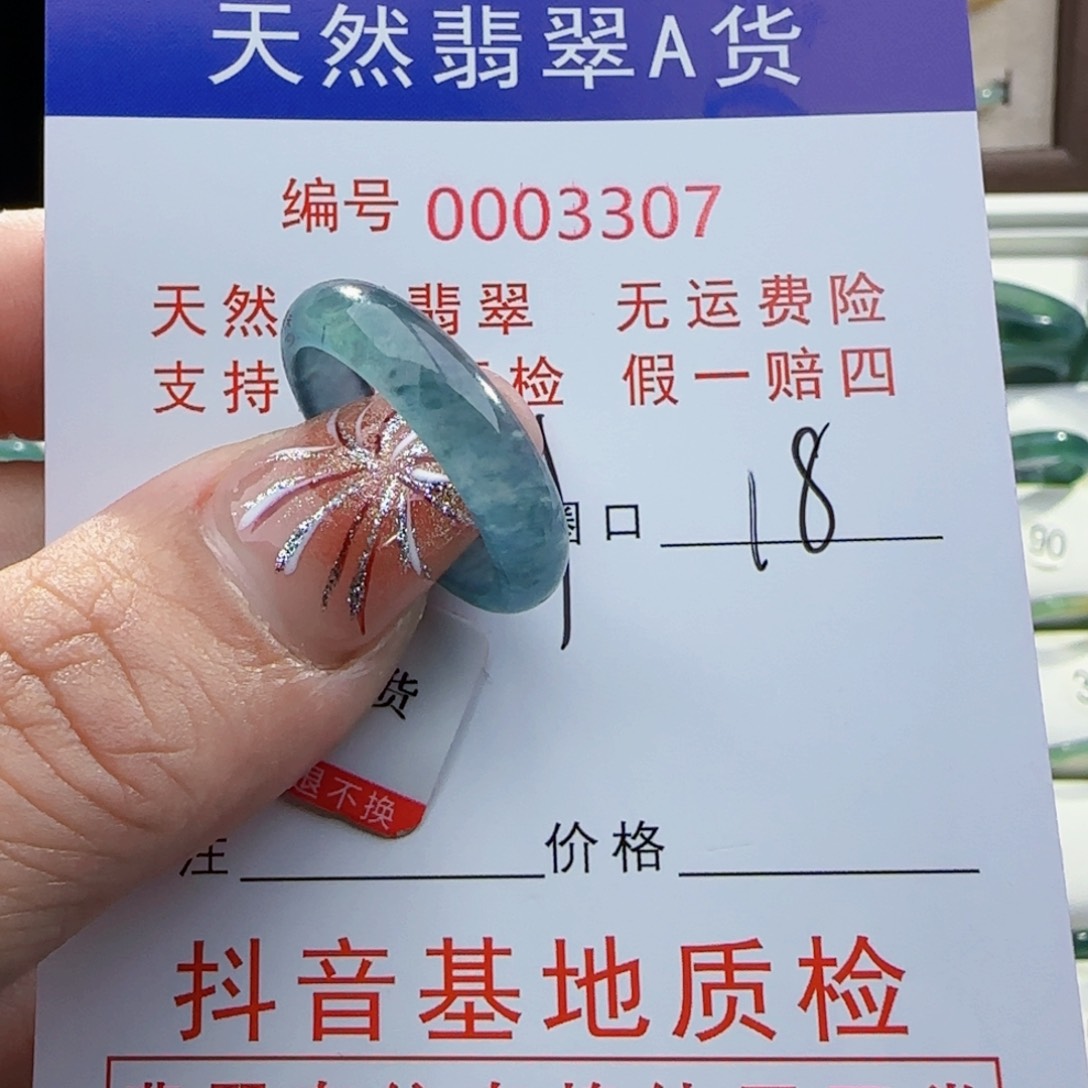 天然翡翠A货
编号 0003307
天然 翡翠 无运费险
支持 检 假一赔四
圈口 18
货
退不换
注 价格
抖音基地质检